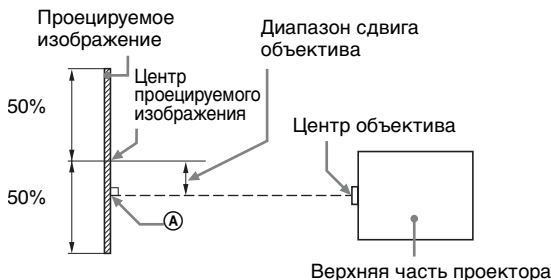 Проецируемое
изображение
Диапазон сдвига
объектива
Центр
проецируемого
изображения
50%
Центр объектива
50%
A
Верхняя часть проектора